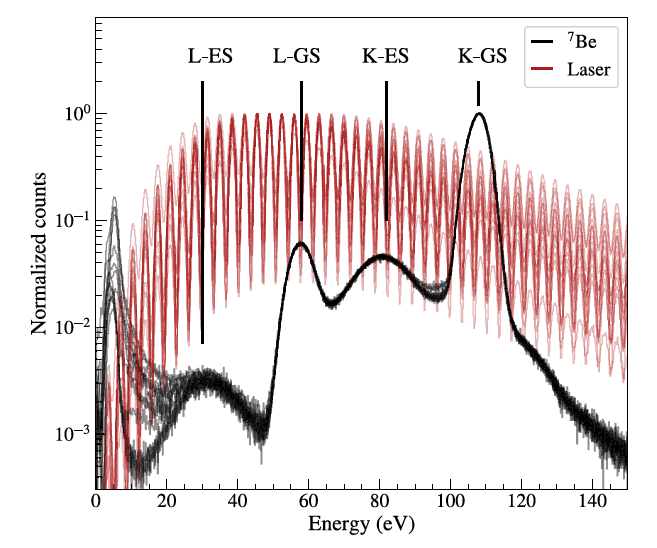 L-ES L-GS K-ES K-GS
⁷Be
Laser
10⁰
10⁻¹
10⁻²
10⁻³
Normalized counts
0 20 40 60 80 100 120 140
Energy (eV)